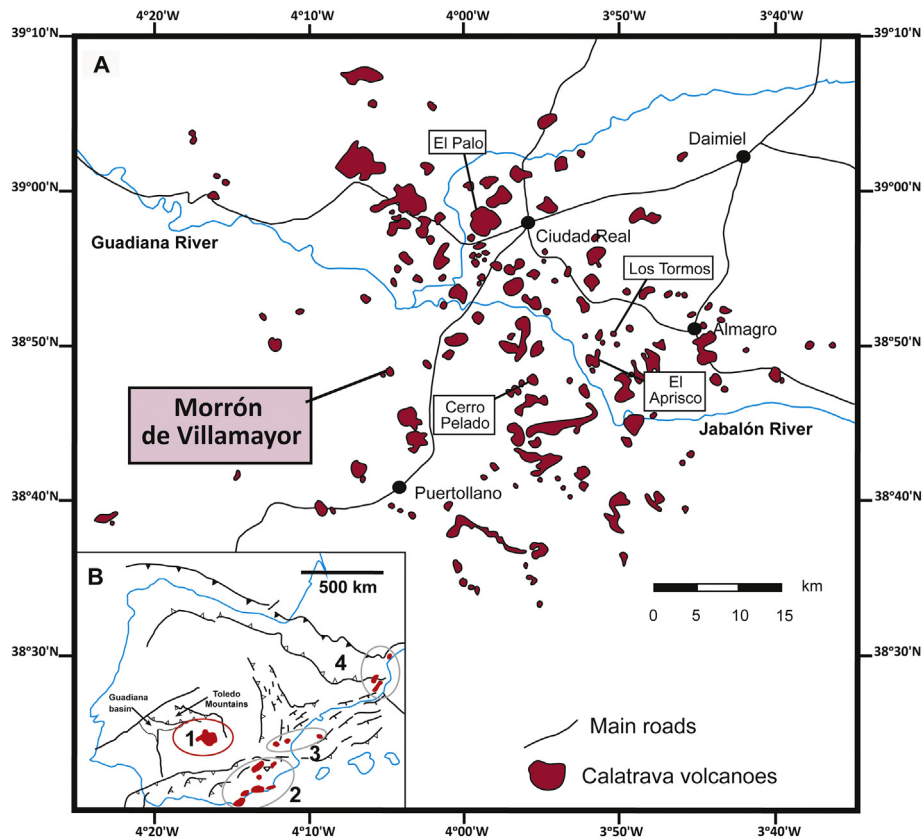 4°20'W
4°10'W
4°00'W
3°50'W
3°40'W
39°10'N
39°10'N
A
Daimiel
El Palo
39°00'N
39°00'N
Ciudad Real
Guadiana River
Los Tormos
Almagro
38°50'N
38°50'N
Morrón
de Villamayor
El
Aprisco
Cerro
Pelado
Jabalón River
38°40'N
38°40'N
Puertollano
B
500 km
km
0 5 10 15
38°30'N
38°30'N
4
Guadiana
basin
Toledo
Mountains
1
3
2
Main roads
Calatrava volcanoes
4°20'W
4°10'W
4°00'W
3°50'W
3°40'W